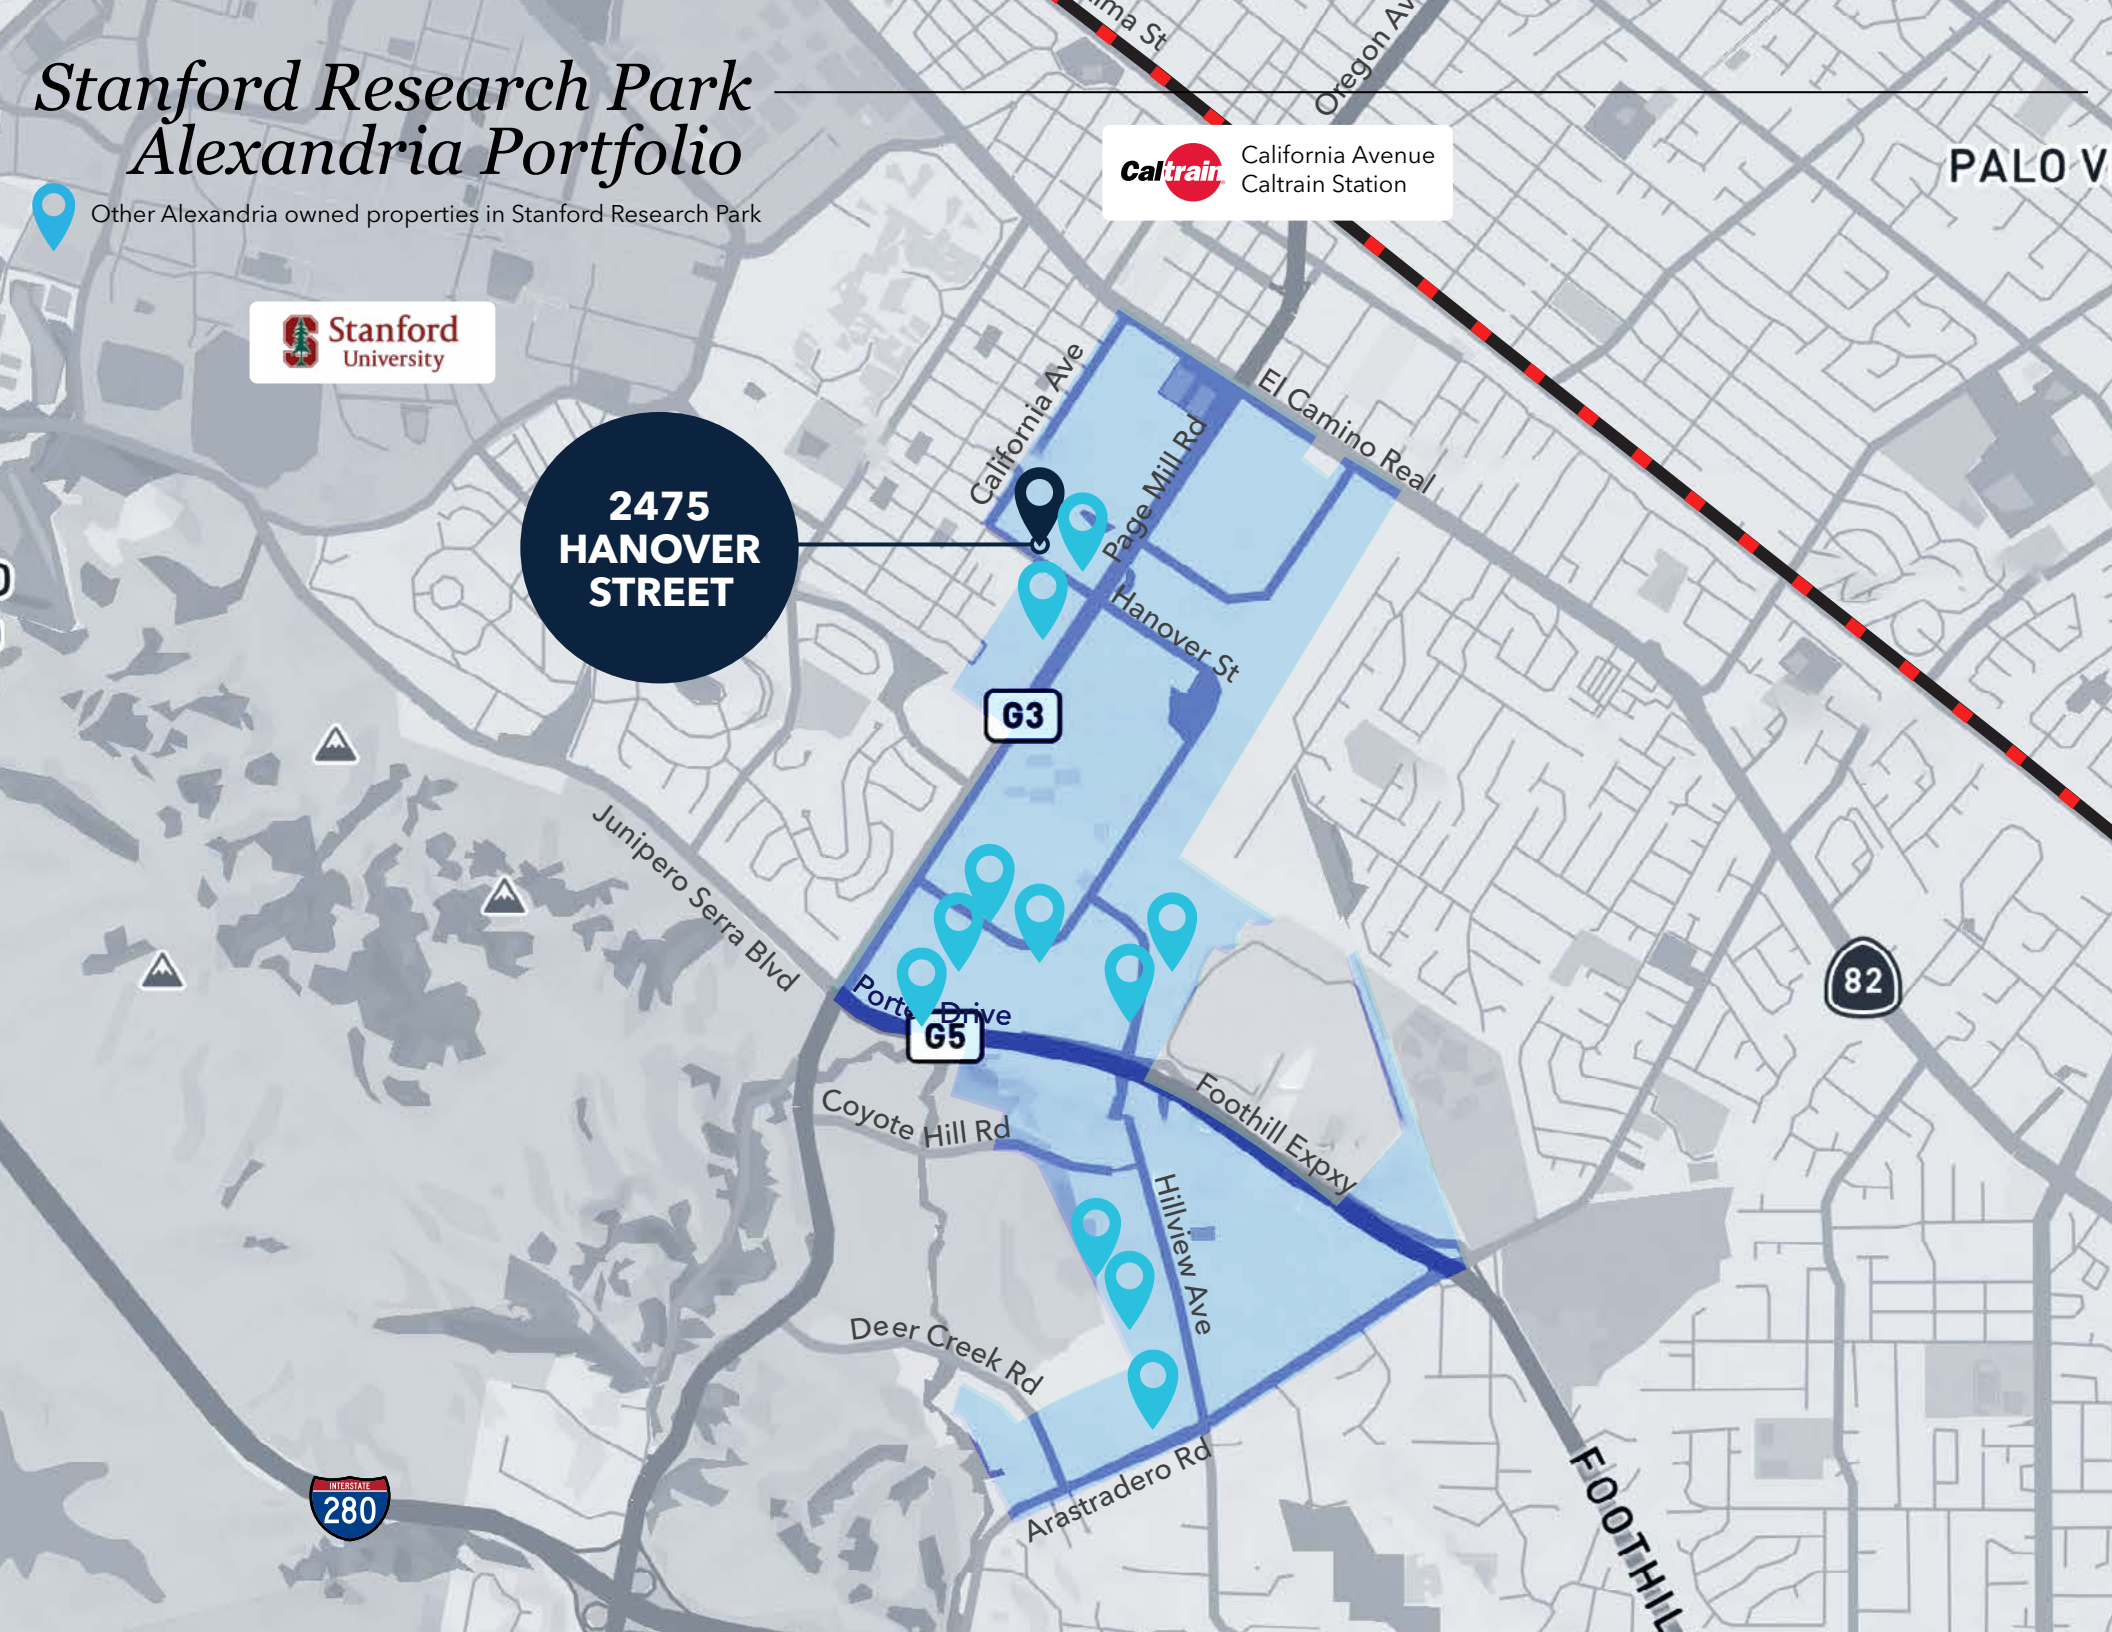 Stanford Research Park
Alexandria Portfolio
Other Alexandria owned properties in Stanford Research Park
Stanford
University
Caltrain
California Avenue
Caltrain Station
St
Oregon
PALO
2475
HANOVER
STREET
California Ave
El Camino Real
Page Mill Rd
Hanover St
G3
Junipero Serra Blvd
82
Porter Drive
G5
Foothill Expxy
Coyote Hill Rd
Hillview Ave
Deer Creek Rd
Arastradero Rd
INTERSTATE
280
FOOTHIL